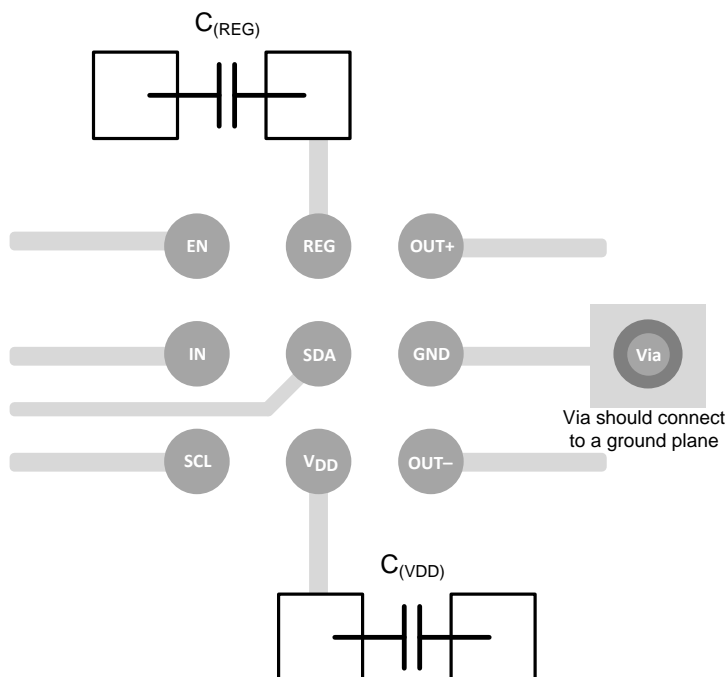 C(REG)
EN REG OUT+
IN SDA GND Via
Via should connect
to a ground plane
SCL VDD OUT−
C(VDD)